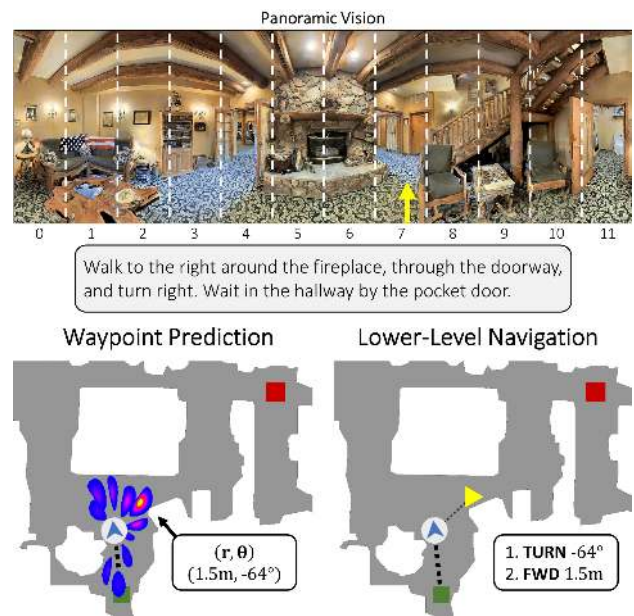 Panoramic Vision
0 1 2 3 4 5 6 7 8 9 10 11
Walk to the right around the fireplace, through the doorway,
and turn right. Wait in the hallway by the pocket door.
Waypoint Prediction
(r, θ)
(1.5m, -64°)
Lower-Level Navigation
1. TURN -64°
2. FWD 1.5m